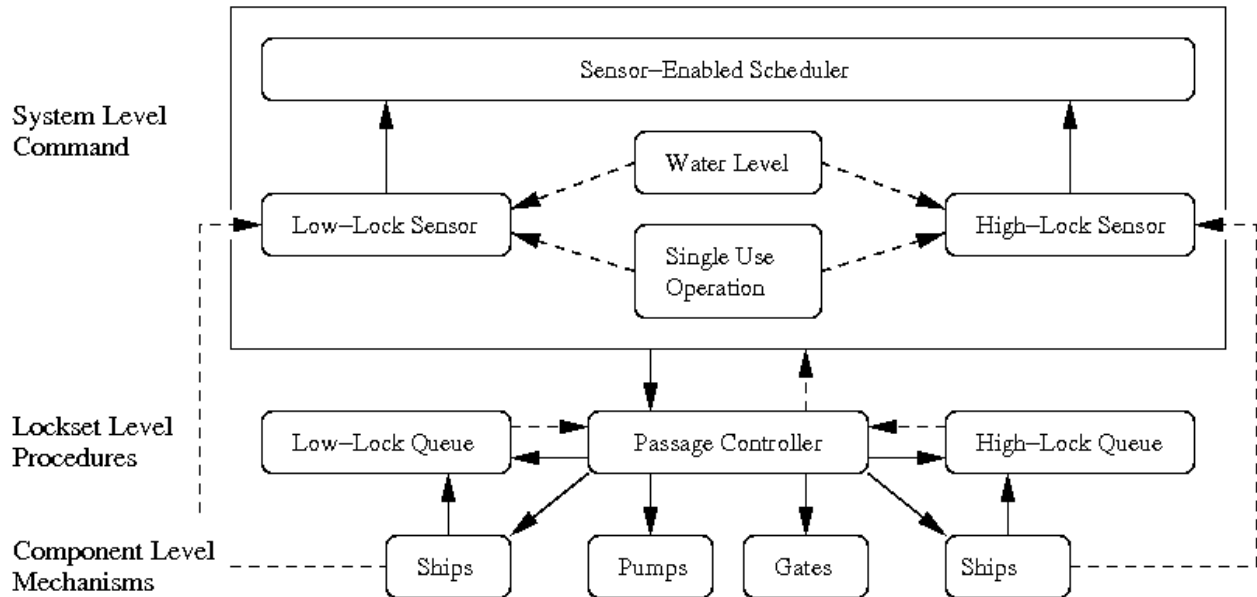 Sensor–Enabled Scheduler
System Level
Command
Water Level
Low–Lock Sensor
High–Lock Sensor
Single Use
Operation
Lockset Level
Procedures
Low–Lock Queue
Passage Controller
High–Lock Queue
Component Level
Mechanisms
Ships
Pumps
Gates
Ships